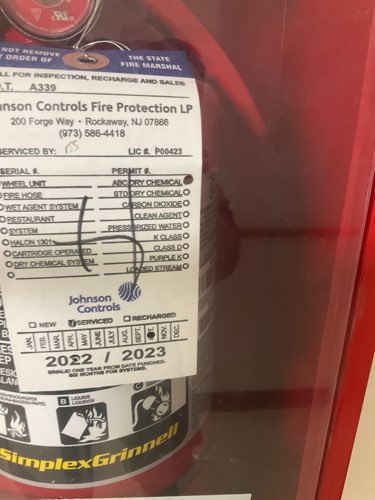 NOT REMOVE THE STATE
ORDER OF FIRE MARSHAL
LL FOR INSPECTION, RECHARGE AND SALES
.T. A339
hnson Controls Fire Protection LP
200 Forge Way • Rockaway, NJ 07866
(973) 586-4418
SERVICED BY: LIC #. P00423
SERIAL #. PERMIT #.
WHEEL UNIT ABC DRY CHEMICAL
FIRE HOSE STD DRY CHEMICAL
WET AGENT SYSTEM CARBON DIOXIDE
RESTAURANT CLEAN AGENT
SYSTEM PRESSURIZED WATER
HALON 1301 K CLASS
CARTRIDGE OPERATED CLASS D
DRY CHEMICAL SYSTEM PURPLE K
LOADED STREAM
Johnson
Controls
NEW SERVICED RECHARGED
JAN. FEB. MAR. APR. MAY JUNE JULY AUG. SEPT. NOV. DEC.
2022 / 2023
INVALID ONE YEAR FROM DATE PUNCHED.
SIX MONTHS FOR SYSTEMS.
B LIQUIDS
LIQUIDOS
C
SimplexGrinnell